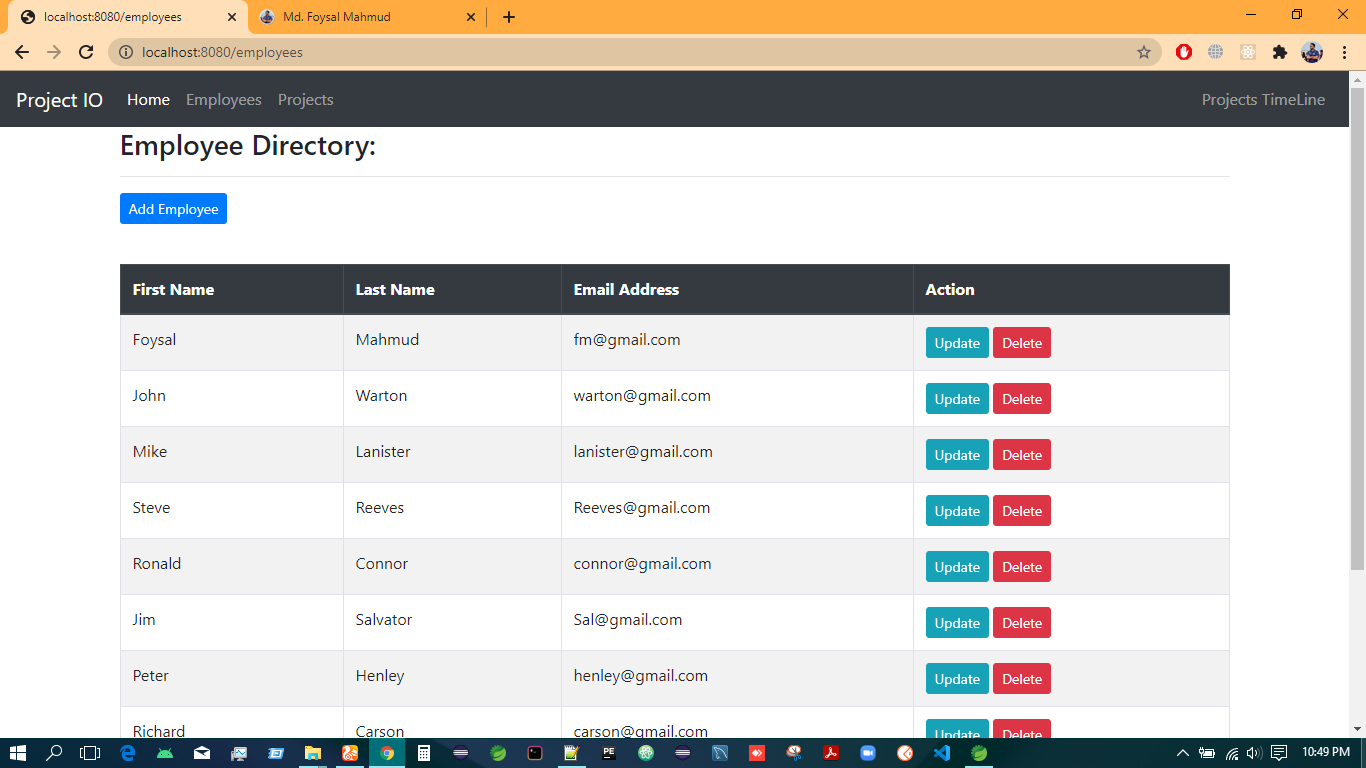 localhost:8080/employees
Md. Foysal Mahmud
localhost:8080/employees
Project IO Home Employees Projects Projects TimeLine
Employee Directory:
Add Employee
First Name Last Name Email Address Action
Foysal Mahmud fm@gmail.com Update Delete
John Warton warton@gmail.com Update Delete
Mike Lanister lanister@gmail.com Update Delete
Steve Reeves Reeves@gmail.com Update Delete
Ronald Connor connor@gmail.com Update Delete
Jim Salvator Sal@gmail.com Update Delete
Peter Henley henley@gmail.com Update Delete
Richard Carson carson@gmail.com Update Delete
PE
10:49 PM